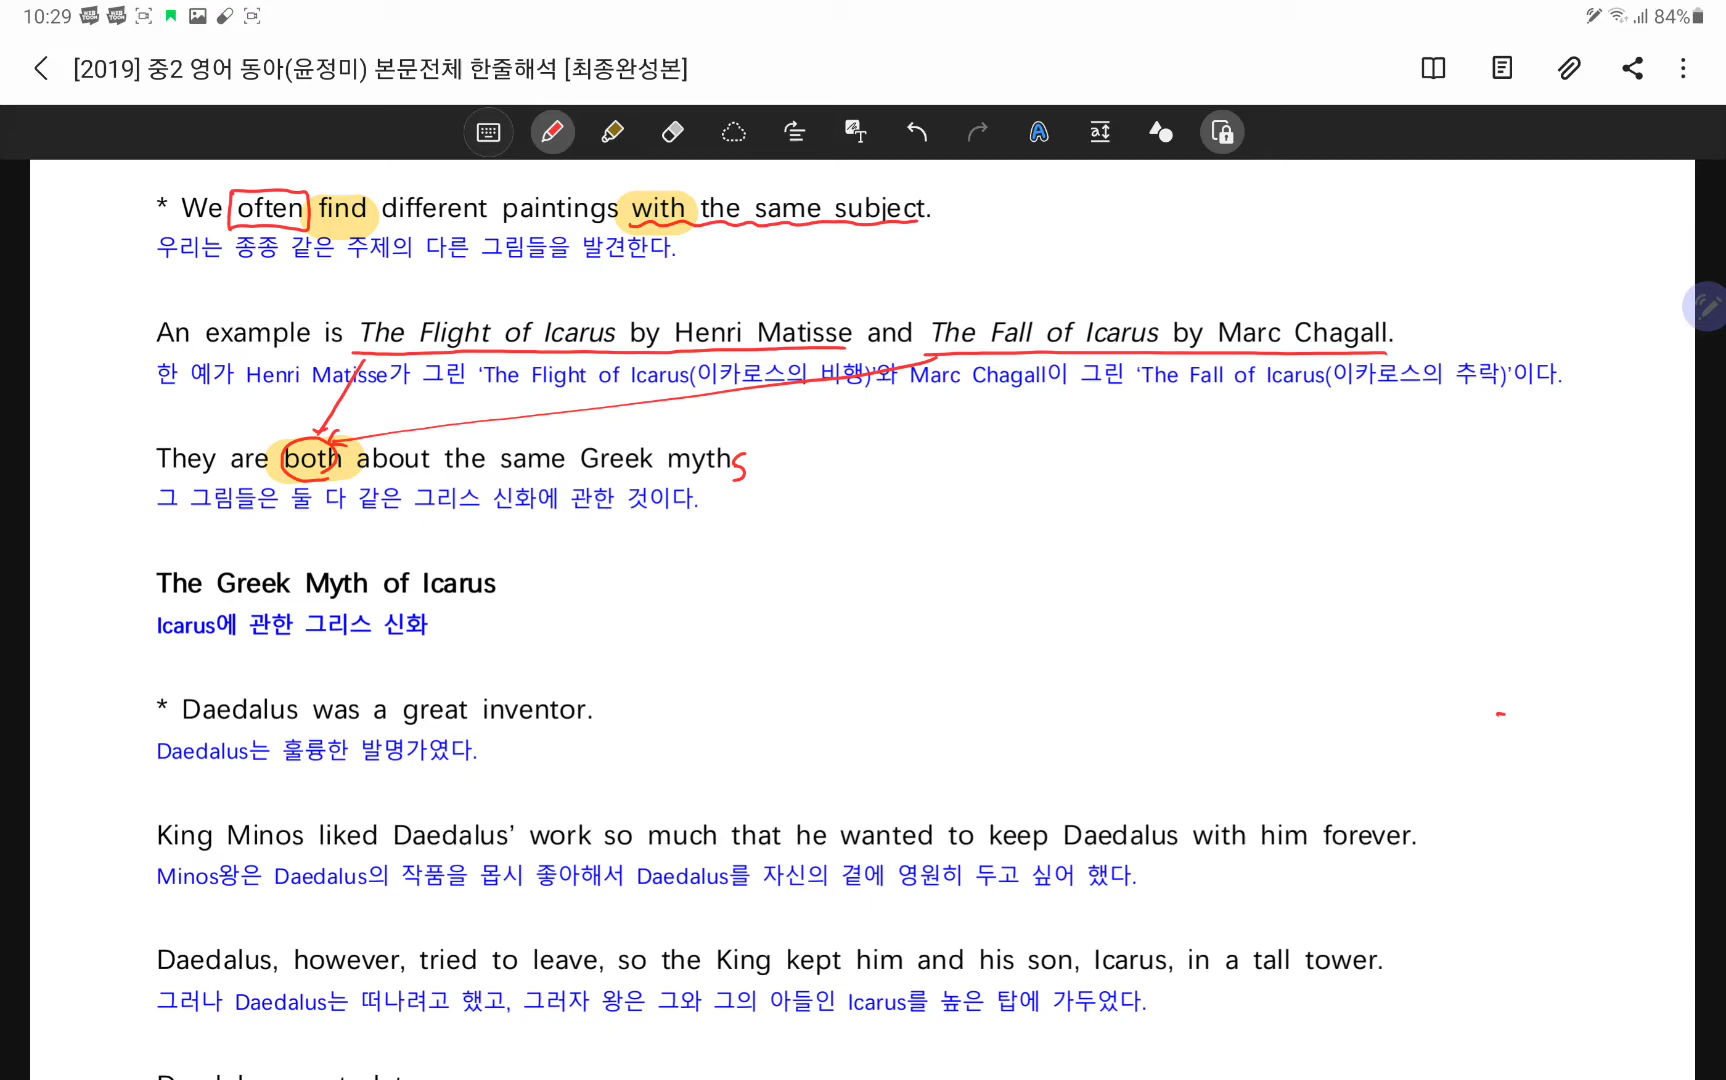 10:29 84%
[2019] 중2 영어 동아(윤정미) 본문전체 한줄해석 [최종완성본]
* We often find different paintings with the same subject.
우리는 종종 같은 주제의 다른 그림들을 발견한다.
An example is The Flight of Icarus by Henri Matisse and The Fall of Icarus by Marc Chagall.
한 예가 Henri Matisse가 그린 ‘The Flight of Icarus(이카로스의 비행)’와 Marc Chagall이 그린 ‘The Fall of Icarus(이카로스의 추락)’이다.
They are both about the same Greek myths
그 그림들은 둘 다 같은 그리스 신화에 관한 것이다.
The Greek Myth of Icarus
Icarus에 관한 그리스 신화
* Daedalus was a great inventor.
Daedalus는 훌륭한 발명가였다.
King Minos liked Daedalus’ work so much that he wanted to keep Daedalus with him forever.
Minos왕은 Daedalus의 작품을 몹시 좋아해서 Daedalus를 자신의 곁에 영원히 두고 싶어 했다.
Daedalus, however, tried to leave, so the King kept him and his son, Icarus, in a tall tower.
그러나 Daedalus는 떠나려고 했고, 그러자 왕은 그와 그의 아들인 Icarus를 높은 탑에 가두었다.